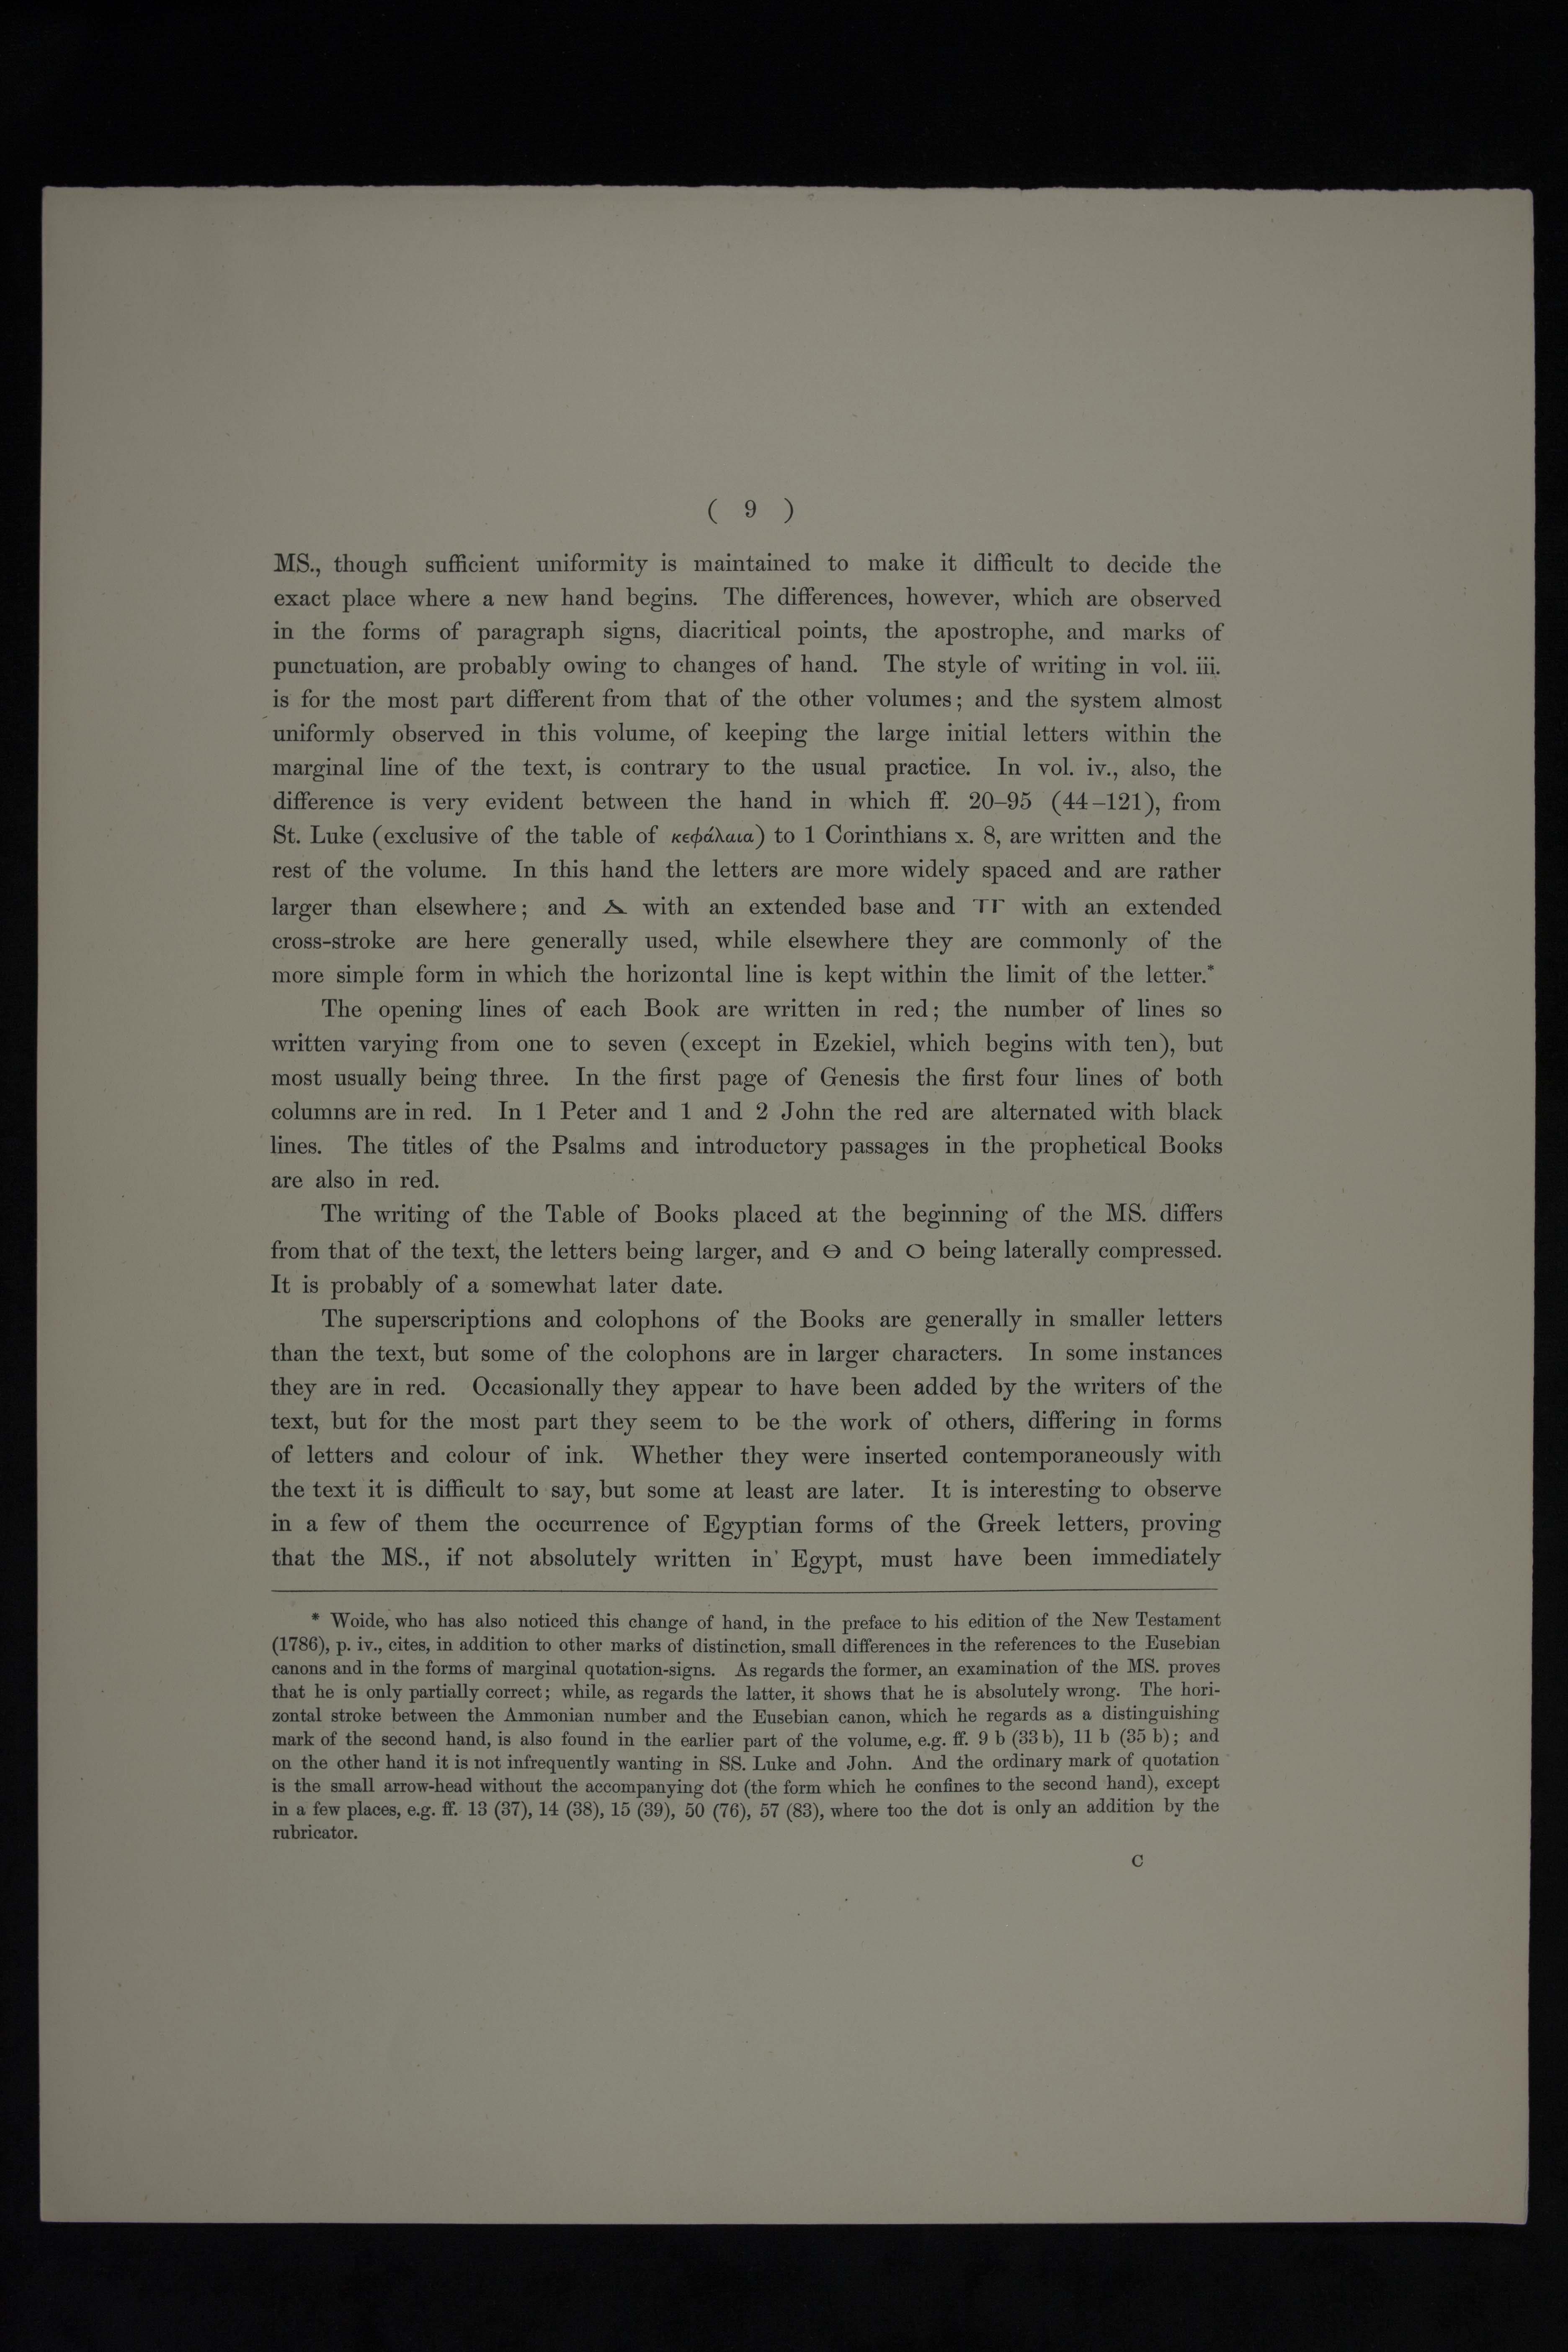 ( 9 )
MS., though sufficient uniformity is maintained to make it difficult to decide the
exact place where a new hand begins. The differences, however, which are observed
in the forms of paragraph signs, diacritical points, the apostrophe, and marks of
punctuation, are probably owing to changes of hand. The style of writing in vol. iii.
is for the most part different from that of the other volumes; and the system almost
uniformly observed in this volume, of keeping the large initial letters within the
marginal line of the text, is contrary to the usual practice. In vol. iv., also, the
difference is very evident between the hand in which ff. 20–95 (44–121), from
St. Luke (exclusive of the table of κεφάλαια) to 1 Corinthians x. 8, are written and the
rest of the volume. In this hand the letters are more widely spaced and are rather
larger than elsewhere; and Δ with an extended base and Π with an extended
cross-stroke are here generally used, while elsewhere they are commonly of the
more simple form in which the horizontal line is kept within the limit of the letter.*
The opening lines of each Book are written in red; the number of lines so
written varying from one to seven (except in Ezekiel, which begins with ten), but
most usually being three. In the first page of Genesis the first four lines of both
columns are in red. In 1 Peter and 1 and 2 John the red are alternated with black
lines. The titles of the Psalms and introductory passages in the prophetical Books
are also in red.
The writing of the Table of Books placed at the beginning of the MS. differs
from that of the text, the letters being larger, and Θ and Ο being laterally compressed.
It is probably of a somewhat later date.
The superscriptions and colophons of the Books are generally in smaller letters
than the text, but some of the colophons are in larger characters. In some instances
they are in red. Occasionally they appear to have been added by the writers of the
text, but for the most part they seem to be the work of others, differing in forms
of letters and colour of ink. Whether they were inserted contemporaneously with
the text it is difficult to say, but some at least are later. It is interesting to observe
in a few of them the occurrence of Egyptian forms of the Greek letters, proving
that the MS., if not absolutely written in Egypt, must have been immediately
* Woide, who has also noticed this change of hand, in the preface to his edition of the New Testament
(1786), p. iv., cites, in addition to other marks of distinction, small differences in the references to the Eusebian
canons and in the forms of marginal quotation-signs. As regards the former, an examination of the MS. proves
that he is only partially correct; while, as regards the latter, it shows that he is absolutely wrong. The hori-
zontal stroke between the Ammonian number and the Eusebian canon, which he regards as a distinguishing
mark of the second hand, is also found in the earlier part of the volume, e.g. ff. 9 b (33 b), 11 b (35 b); and
on the other hand it is not infrequently wanting in SS. Luke and John. And the ordinary mark of quotation
is the small arrow-head without the accompanying dot (the form which he confines to the second hand), except
in a few places, e.g. ff. 13 (37), 14 (38), 15 (39), 50 (76), 57 (83), where too the dot is only an addition by the
rubricator.
C